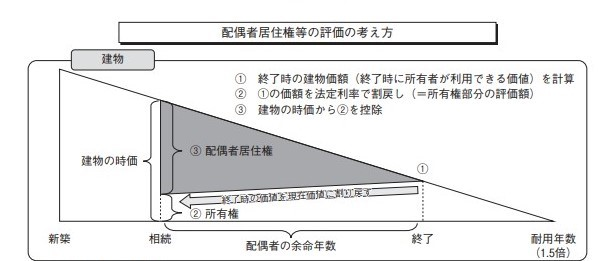 配偶者居住権等の評価の考え方
建物
① 終了時の建物価額（終了時に所有者が利用できる価値）を計算
② ①の価額を法定利率で割戻し（＝所有権部分の評価額）
③ 建物の時価から②を控除
建物の時価
③ 配偶者居住権
①
終了時の価値を現在価値に割り戻す
② 所有権
配偶者の余命年数
新築
相続
終了
耐用年数
（1.5倍）